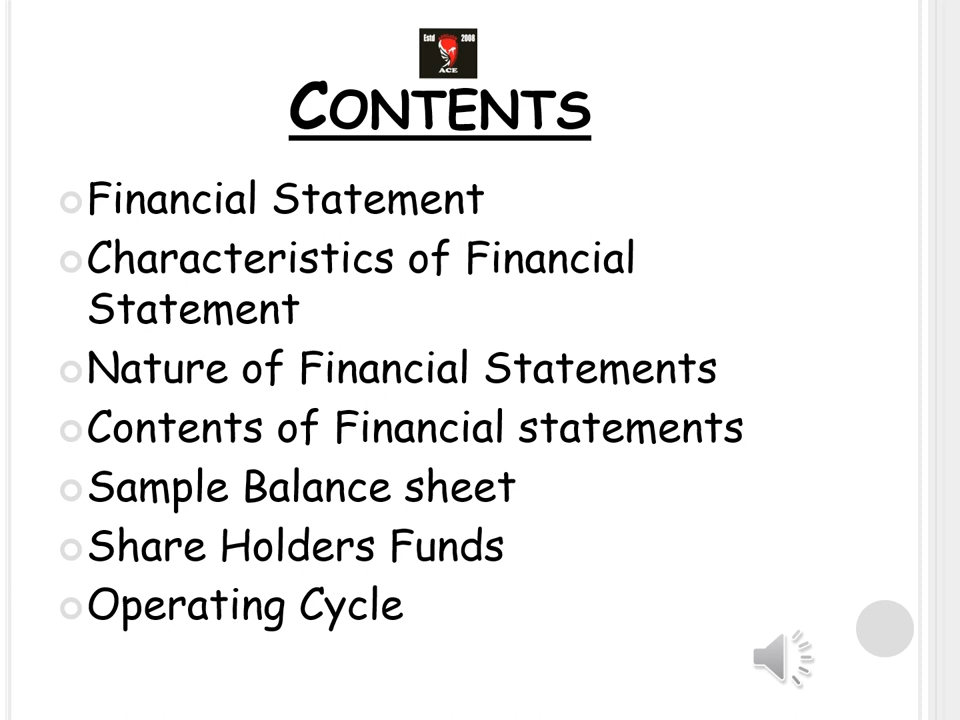 Estd 2008
ACE
CONTENTS
Financial Statement
Characteristics of Financial
Statement
Nature of Financial Statements
Contents of Financial statements
Sample Balance sheet
Share Holders Funds
Operating Cycle